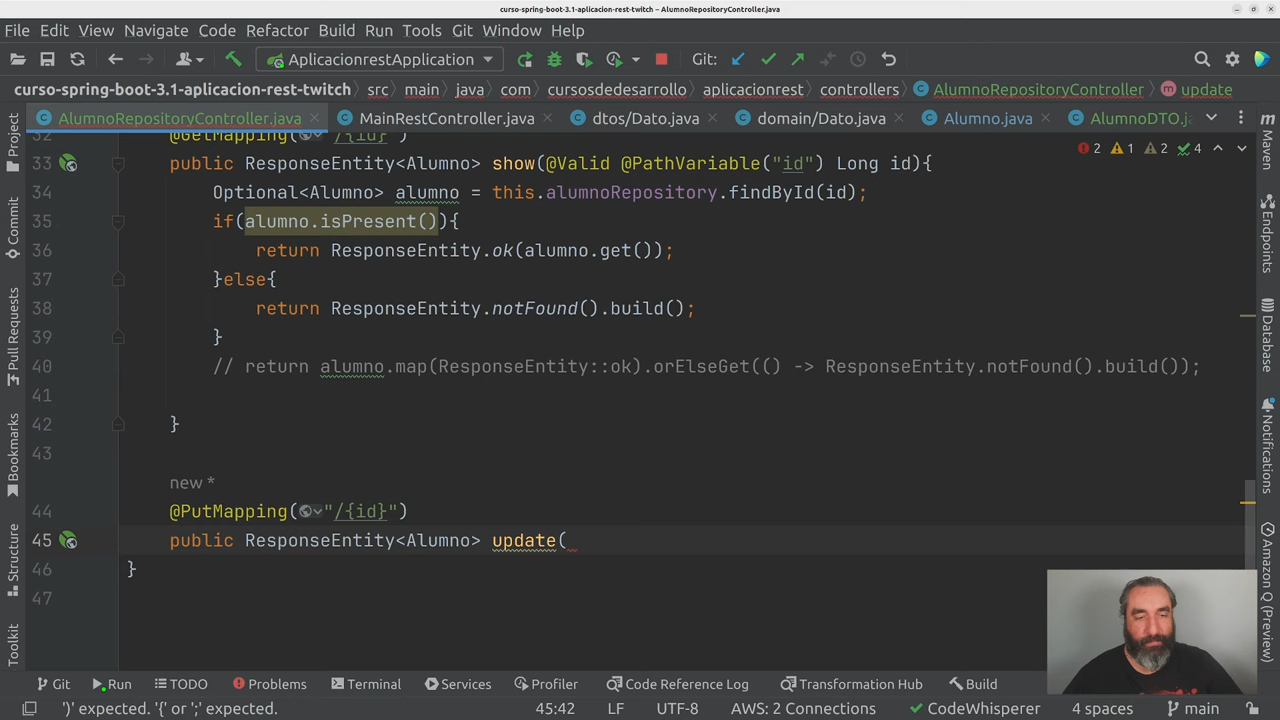 curso-spring-boot-3.1-aplicacion-rest-twitch – AlumnoRepositoryController.java
File Edit View Navigate Code Refactor Build Run Tools Git Window Help
AplicacionrestApplication Git:
curso-spring-boot-3.1-aplicacion-rest-twitch src main java com cursosdedesarrollo aplicacionrest controllers AlumnoRepositoryController update
AlumnoRepositoryController.java MainRestController.java dtos/Dato.java domain/Dato.java Alumno.java AlumnoDTO.ja
2 1 2 4
32 @GetMapping("/{id}")
33 public ResponseEntity<Alumno> show(@Valid @PathVariable("id") Long id){
34 Optional<Alumno> alumno = this.alumnoRepository.findById(id);
35 if(alumno.isPresent()){
36 return ResponseEntity.ok(alumno.get());
37 }else{
38 return ResponseEntity.notFound().build();
39 }
40 // return alumno.map(ResponseEntity::ok).orElseGet(() -> ResponseEntity.notFound().build());
41
42 }
43
new *
44 @PutMapping("/{id}")
45 public ResponseEntity<Alumno> update(
46 }
47
Project
Commit
Pull Requests
Bookmarks
Structure
Toolkit
Maven
Endpoints
Database
Notifications
Amazon Q (Preview)
Git Run TODO Problems Terminal Services Profiler Code Reference Log Transformation Hub Build
')' expected. '{' or ';' expected. 45:42 LF UTF-8 AWS: 2 Connections CodeWhisperer 4 spaces main